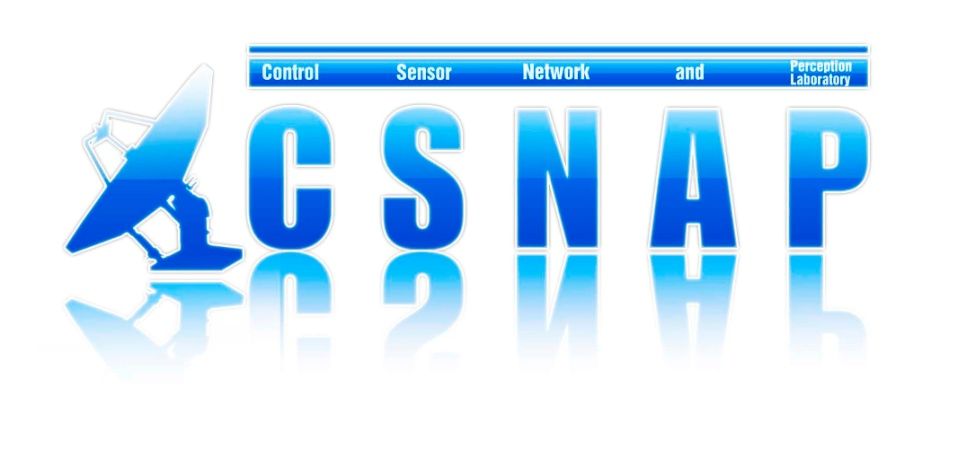 Control Sensor Network and Perception Laboratory
CSNAP